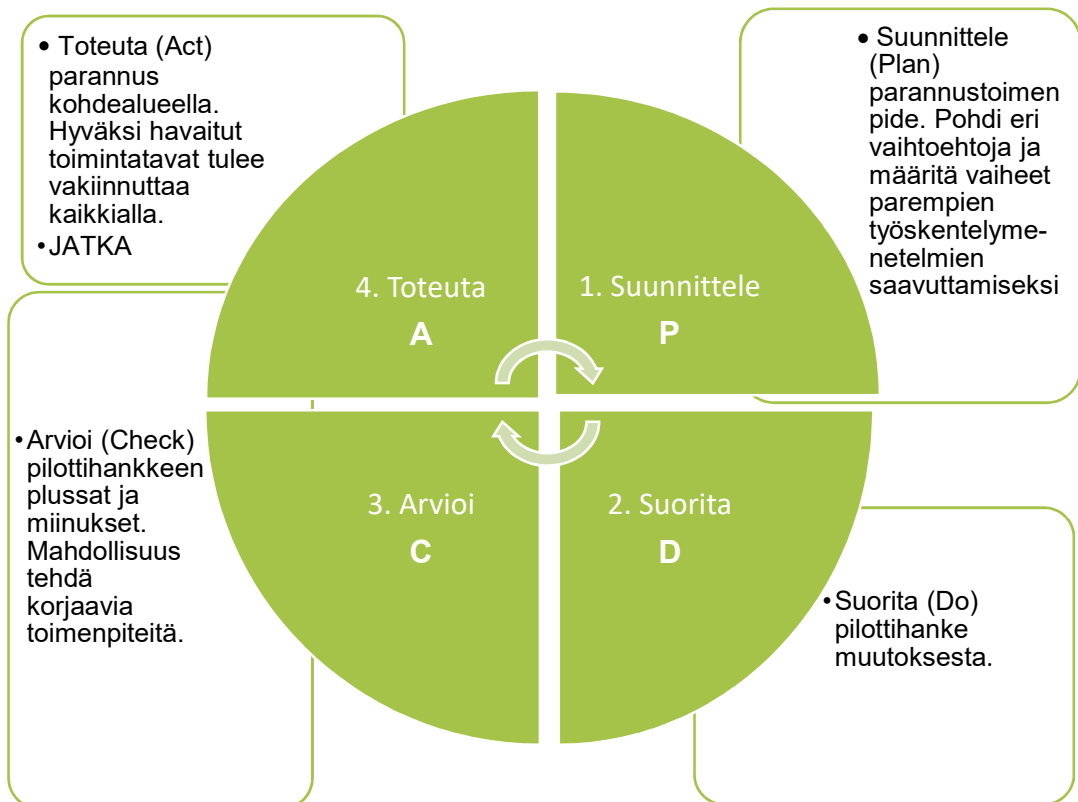 • Toteuta (Act)
parannus
kohdealueella.
Hyväksi havaitut
toimintatavat tulee
vakiinnuttaa
kaikkialla.
• JATKA
• Suunnittele
(Plan)
parannustoimen
pide. Pohdi eri
vaihtoehtoja ja
määritä vaiheet
parempien
työskentelyme-
netelmien
saavuttamiseksi
4. Toteuta
A
1. Suunnittele
P
• Arvioi (Check)
pilottihankkeen
plussat ja
miinukset.
Mahdollisuus
tehdä
korjaavia
toimenpiteitä.
3. Arvioi
C
2. Suorita
D
• Suorita (Do)
pilottihanke
muutoksesta.